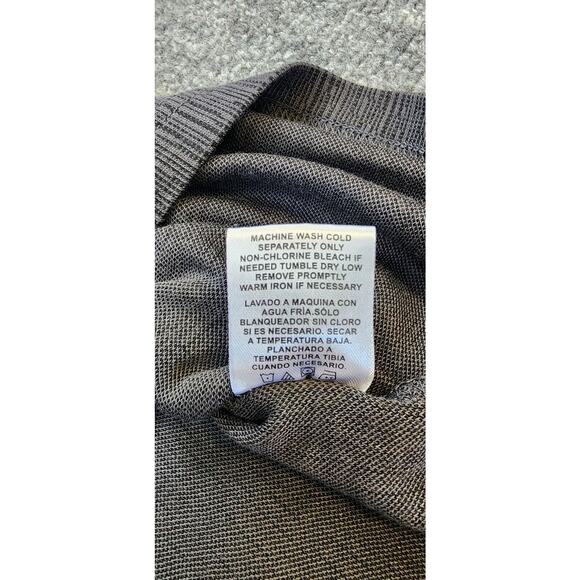 MACHINE WASH COLD
SEPARATELY ONLY
NON-CHLORINE BLEACH IF
NEEDED TUMBLE DRY LOW
REMOVE PROMPTLY
WARM IRON IF NECESSARY
LAVADO A MAQUINA CON
AGUA FRÍA.SÓLO
BLANQUEADOR SIN CLORO
SI ES NECESARIO. SECAR
A TEMPERATURA BAJA.
PLANCHADO A
TEMPERATURA TIBIA
CUANDO NECESARIO.